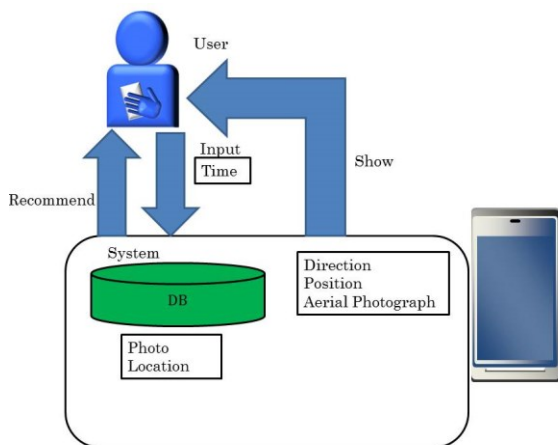 User
Input
Time
Show
Recommend
System
DB
Direction
Position
Aerial Photograph
Photo
Location